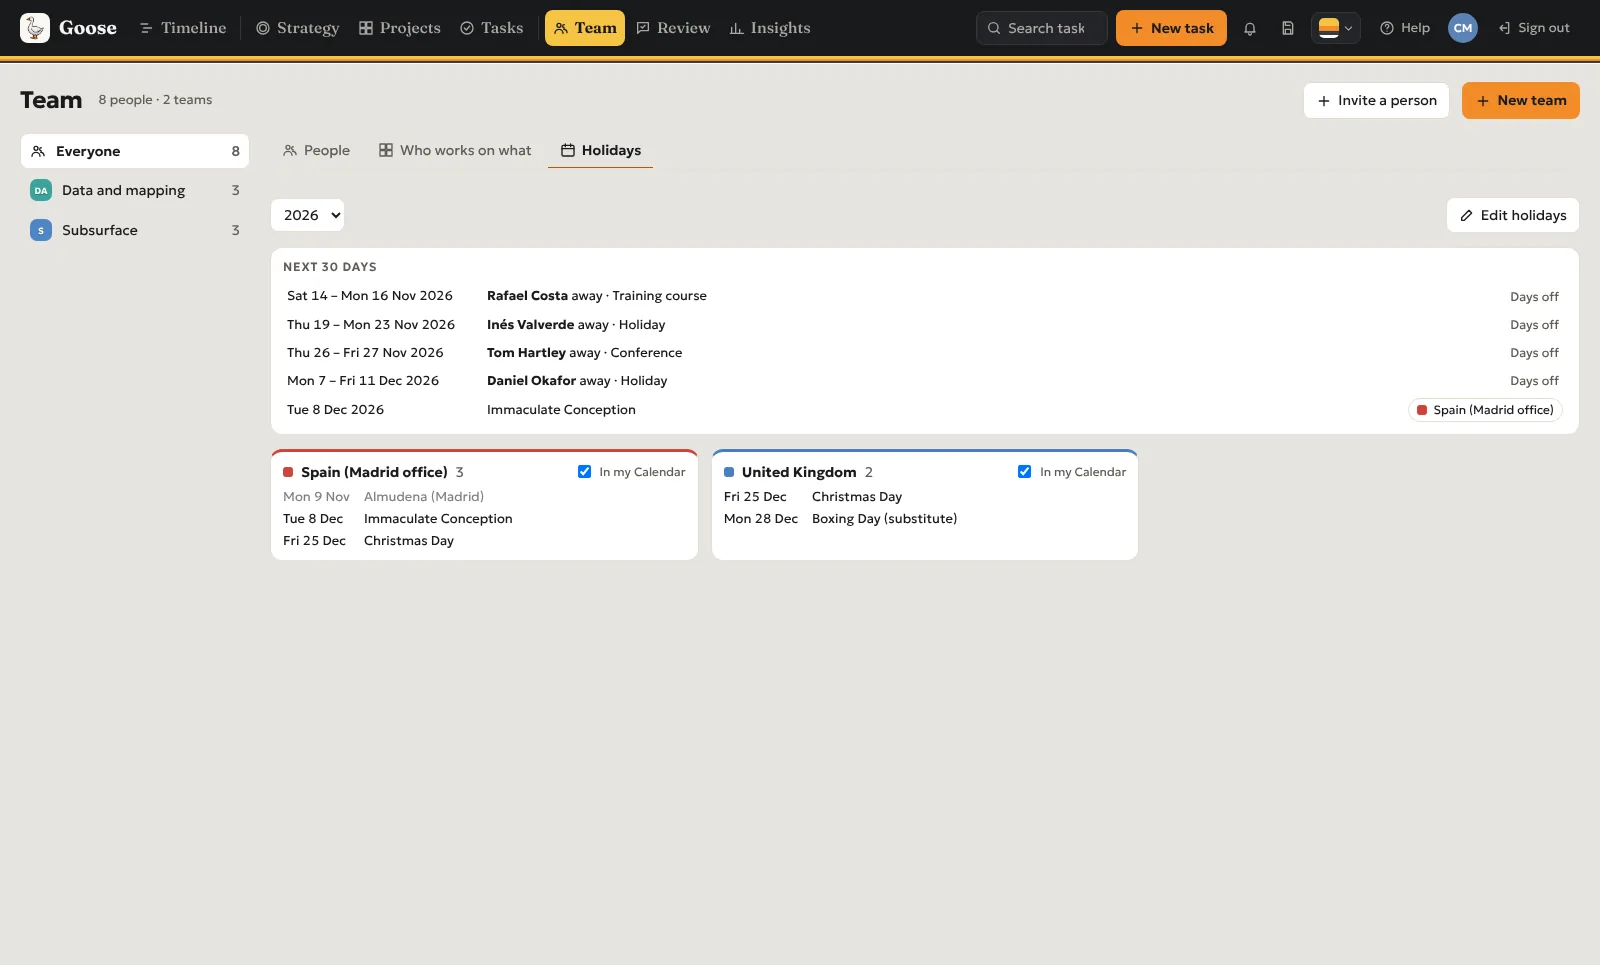 Goose Timeline Strategy Projects Tasks Team Review Insights Search task + New task Help CM Sign out
Team 8 people · 2 teams + Invite a person + New team
Everyone 8
DA Data and mapping 3
S Subsurface 3
People Who works on what Holidays
2026 Edit holidays
NEXT 30 DAYS
Sat 14 – Mon 16 Nov 2026 Rafael Costa away · Training course Days off
Thu 19 – Mon 23 Nov 2026 Inés Valverde away · Holiday Days off
Thu 26 – Fri 27 Nov 2026 Tom Hartley away · Conference Days off
Mon 7 – Fri 11 Dec 2026 Daniel Okafor away · Holiday Days off
Tue 8 Dec 2026 Immaculate Conception Spain (Madrid office)
Spain (Madrid office) 3 In my Calendar
Mon 9 Nov Almudena (Madrid)
Tue 8 Dec Immaculate Conception
Fri 25 Dec Christmas Day
United Kingdom 2 In my Calendar
Fri 25 Dec Christmas Day
Mon 28 Dec Boxing Day (substitute)